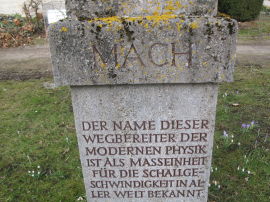 MACH
DER NAME DIESER
WEGBEREITER DER
MODERNEN PHYSIK
IST ALS MASSEINHEIT
FÜR DIE SCHALLGE-
SCHWINDIGKEIT IN AL-
LER WELT BEKANNT